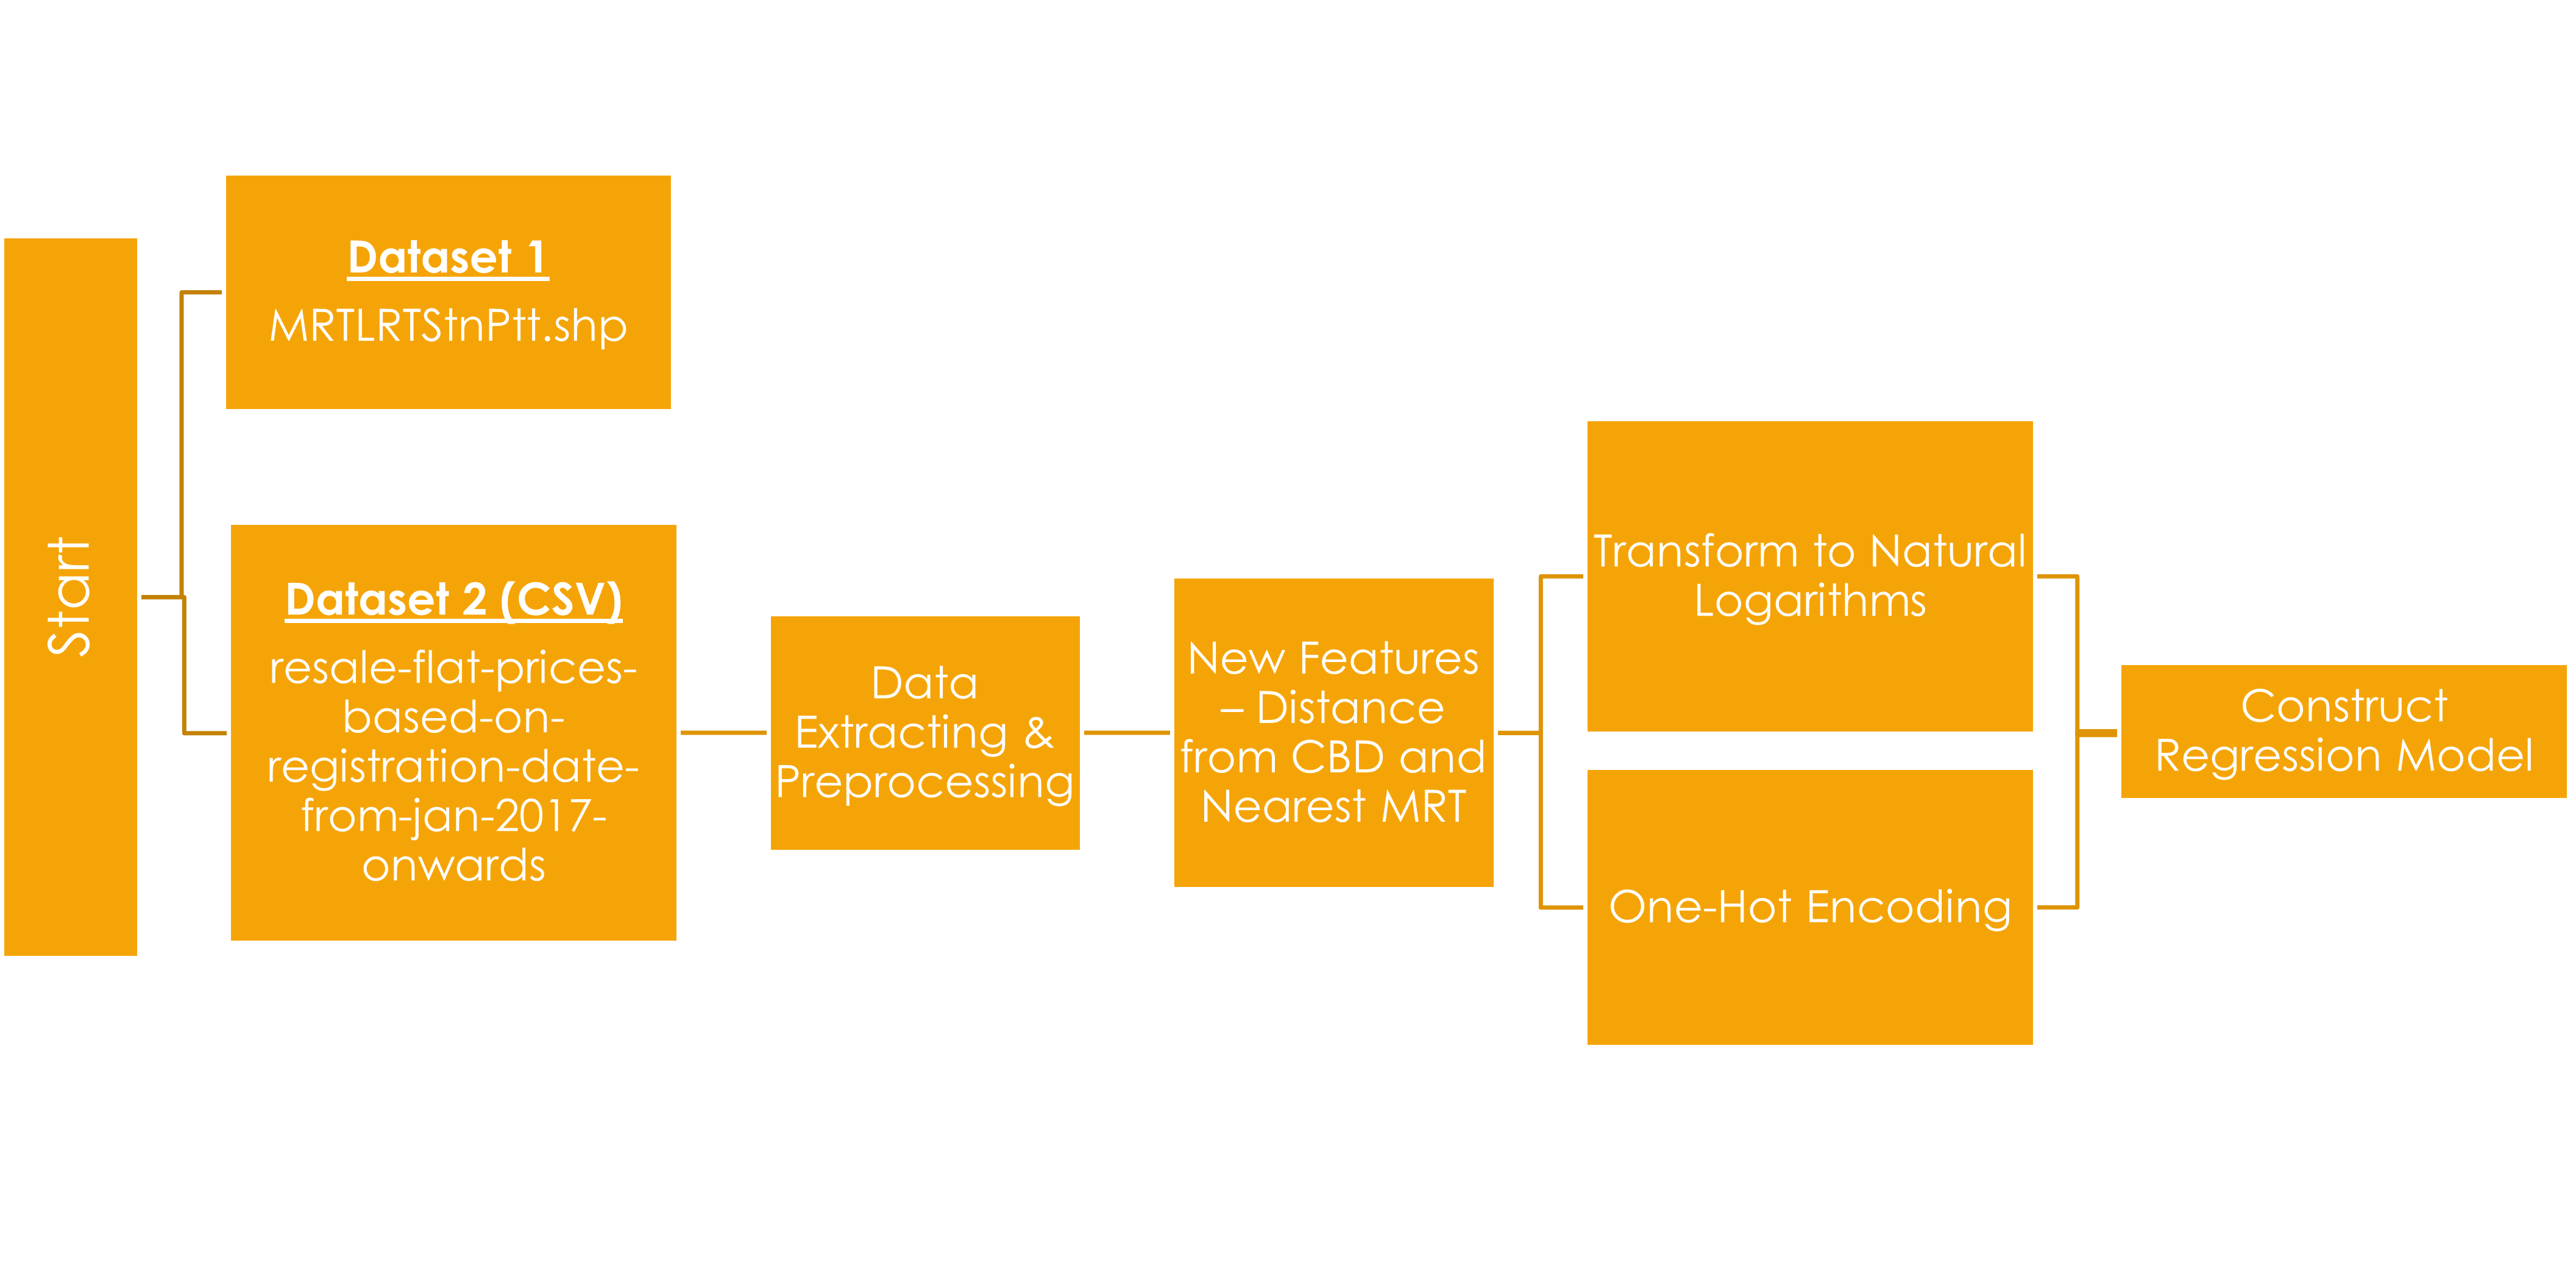 Start
Dataset 1
MRTLRTStnPtt.shp
Dataset 2 (CSV)
resale-flat-prices-
based-on-
registration-date-
from-jan-2017-
onwards
Data
Extracting &
Preprocessing
New Features
– Distance
from CBD and
Nearest MRT
Transform to Natural
Logarithms
One-Hot Encoding
Construct
Regression Model